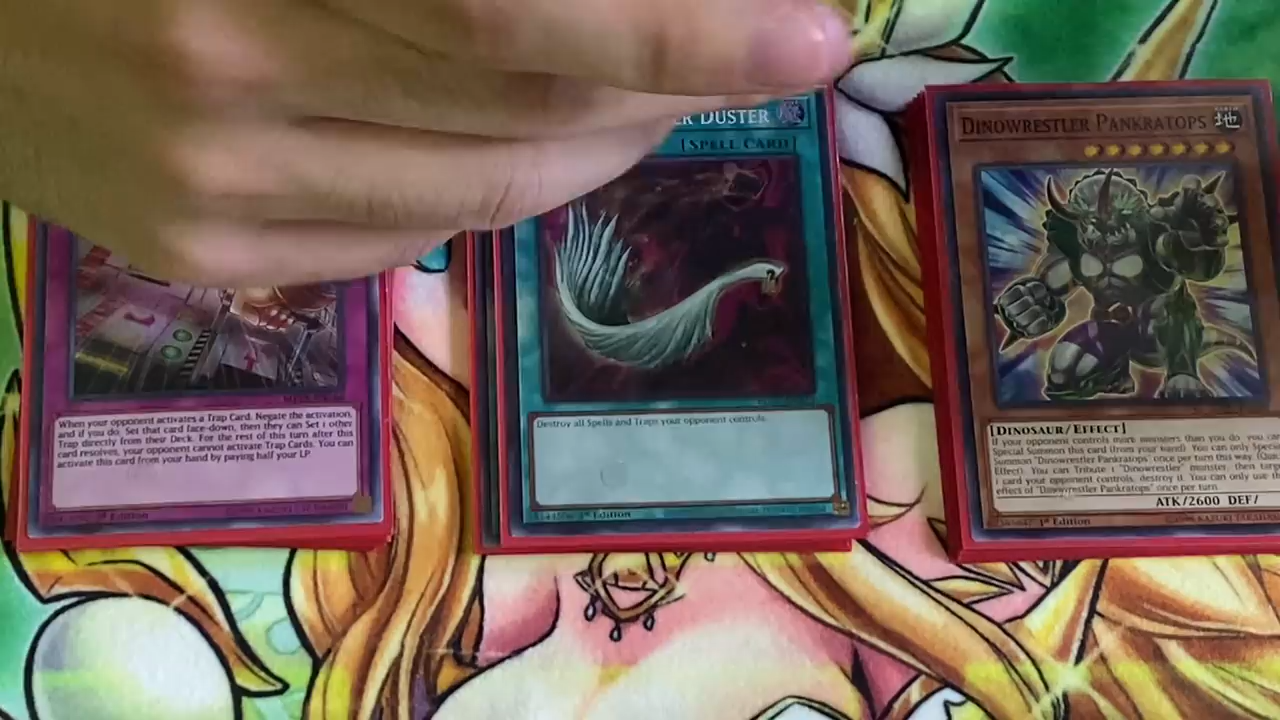 When your opponent activates a Trap Card: Negate the activation,
and if you do, Set that card face-down, then they can Set 1 other
Trap directly from their Deck. For the rest of this turn after this
card resolves, your opponent cannot activate Trap Cards. You can
activate this card from your hand by paying half your LP.
1st Edition
DUSTER
[SPELL CARD]
Destroy all Spells and Traps your opponent controls.
1st Edition
DINOWRESTLER PANKRATOPS
地
[DINOSAUR/EFFECT]
If your opponent controls more monsters than you do, you can
Special Summon this card (from your hand). You can only Special
Summon "Dinowrestler Pankratops" once per turn this way. (Quick
Effect): You can Tribute 1 "Dinowrestler" monster, then target
1 card your opponent controls; destroy it. You can only use this
effect of "Dinowrestler Pankratops" once per turn.
ATK/2600 DEF/
1st Edition